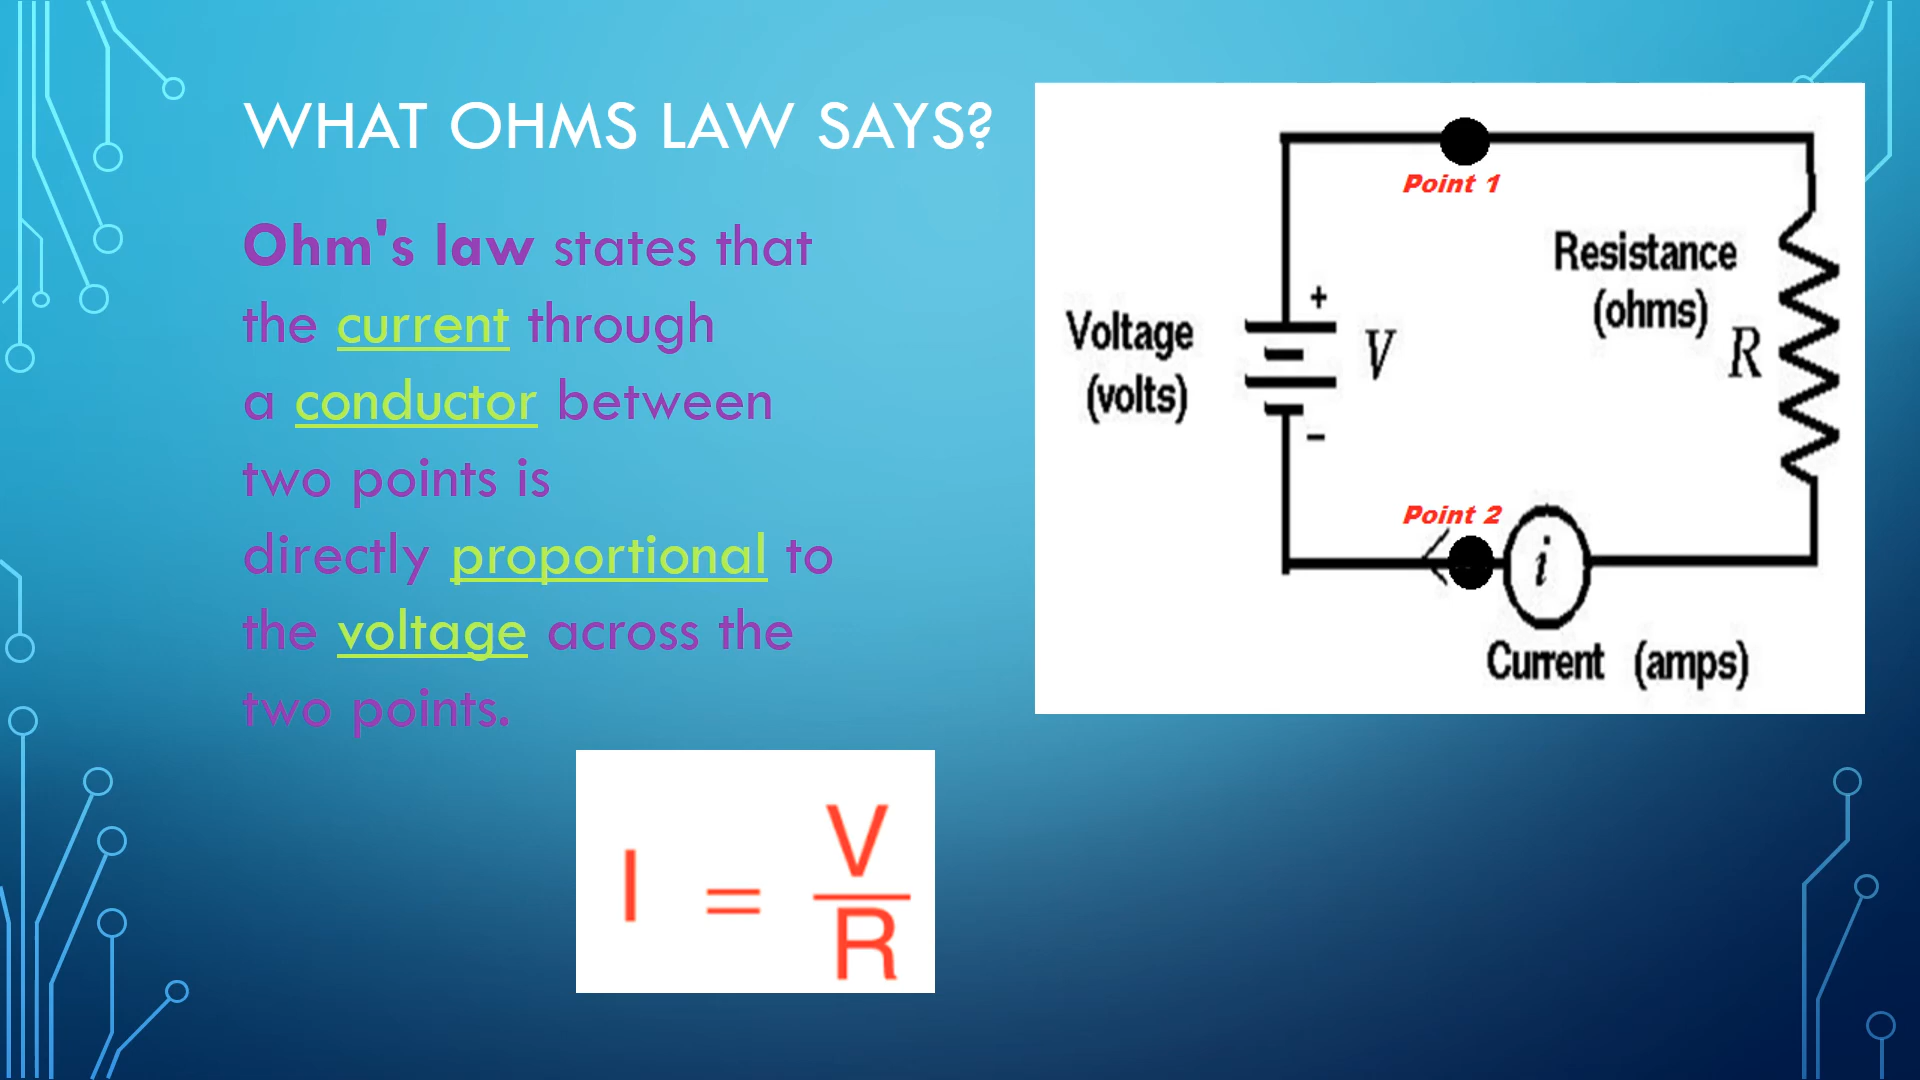 WHAT OHMS LAW SAYS?
Ohm's law states that
the current through
a conductor between
two points is
directly proportional to
the voltage across the
two points.
I = V
R
Point 1
Resistance
(ohms)
R
+
Voltage
(volts)
V
–
Point 2
i
Current (amps)